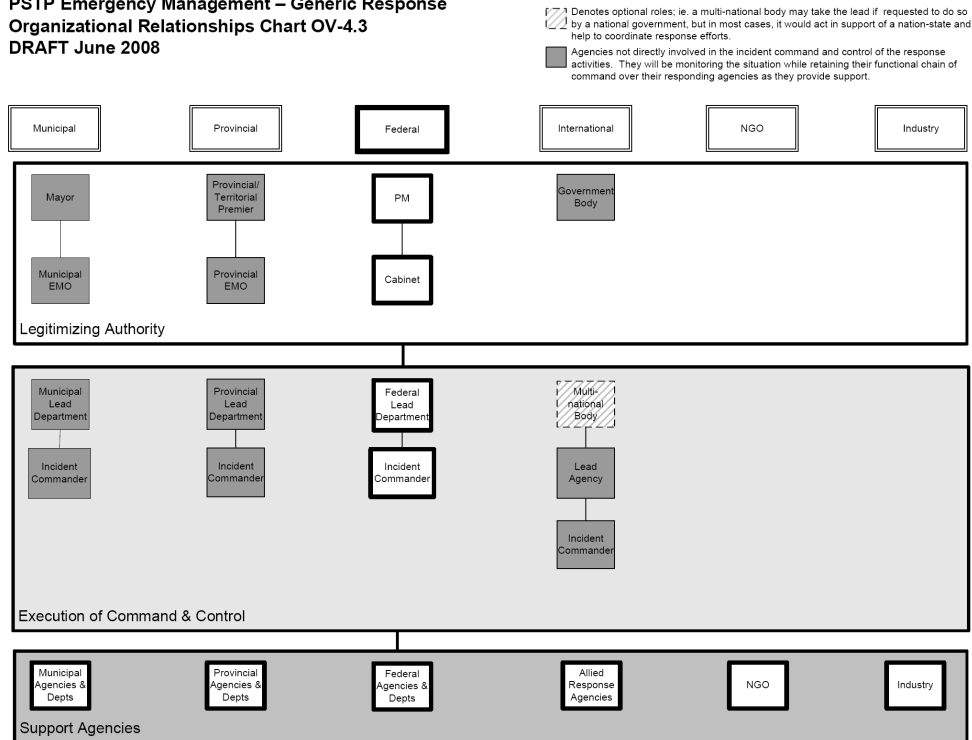 PSTP Emergency Management – Generic Response
Organizational Relationships Chart OV-4.3
DRAFT June 2008
Denotes optional roles; ie. a multi-national body may take the lead if requested to do so
by a national government, but in most cases, it would act in support of a nation-state and
help to coordinate response efforts.
Agencies not directly involved in the incident command and control of the response
activities. They will be monitoring the situation while retaining their functional chain of
command over their responding agencies as they provide support.
Municipal
Provincial
Federal
International
NGO
Industry
Mayor
Provincial/
Territorial
Premier
PM
Government
Body
Municipal
EMO
Provincial
EMO
Cabinet
Legitimizing Authority
Municipal
Lead
Department
Provincial
Lead
Department
Federal
Lead
Department
Multi-
national
Body
Incident
Commander
Incident
Commander
Incident
Commander
Lead
Agency
Incident
Commander
Execution of Command & Control
Municipal
Agencies &
Depts
Provincial
Agencies &
Depts
Federal
Agencies &
Depts
Allied
Response
Agencies
NGO
Industry
Support Agencies